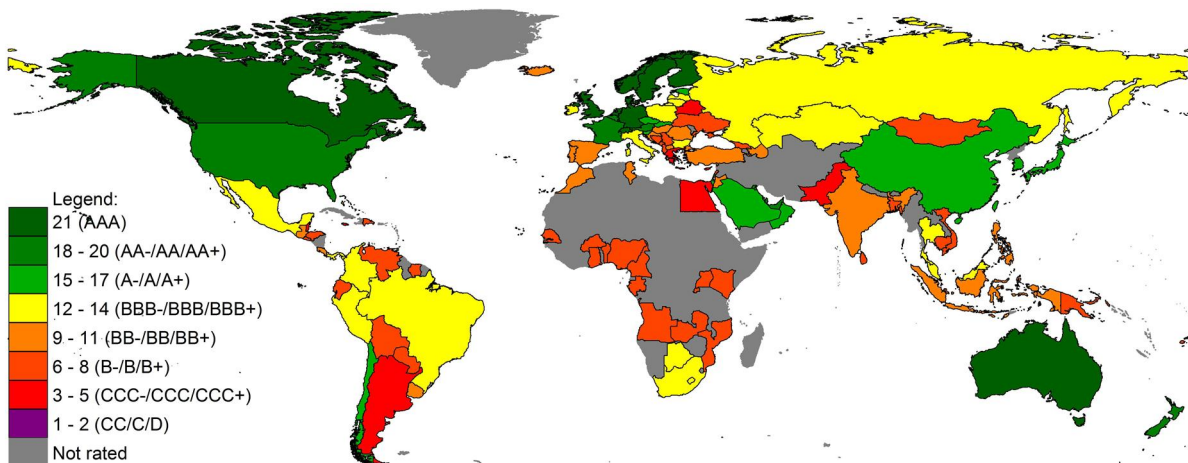 Legend:
21 (AAA)
18 - 20 (AA-/AA/AA+)
15 - 17 (A-/A/A+)
12 - 14 (BBB-/BBB/BBB+)
9 - 11 (BB-/BB/BB+)
6 - 8 (B-/B/B+)
3 - 5 (CCC-/CCC/CCC+)
1 - 2 (CC/C/D)
Not rated